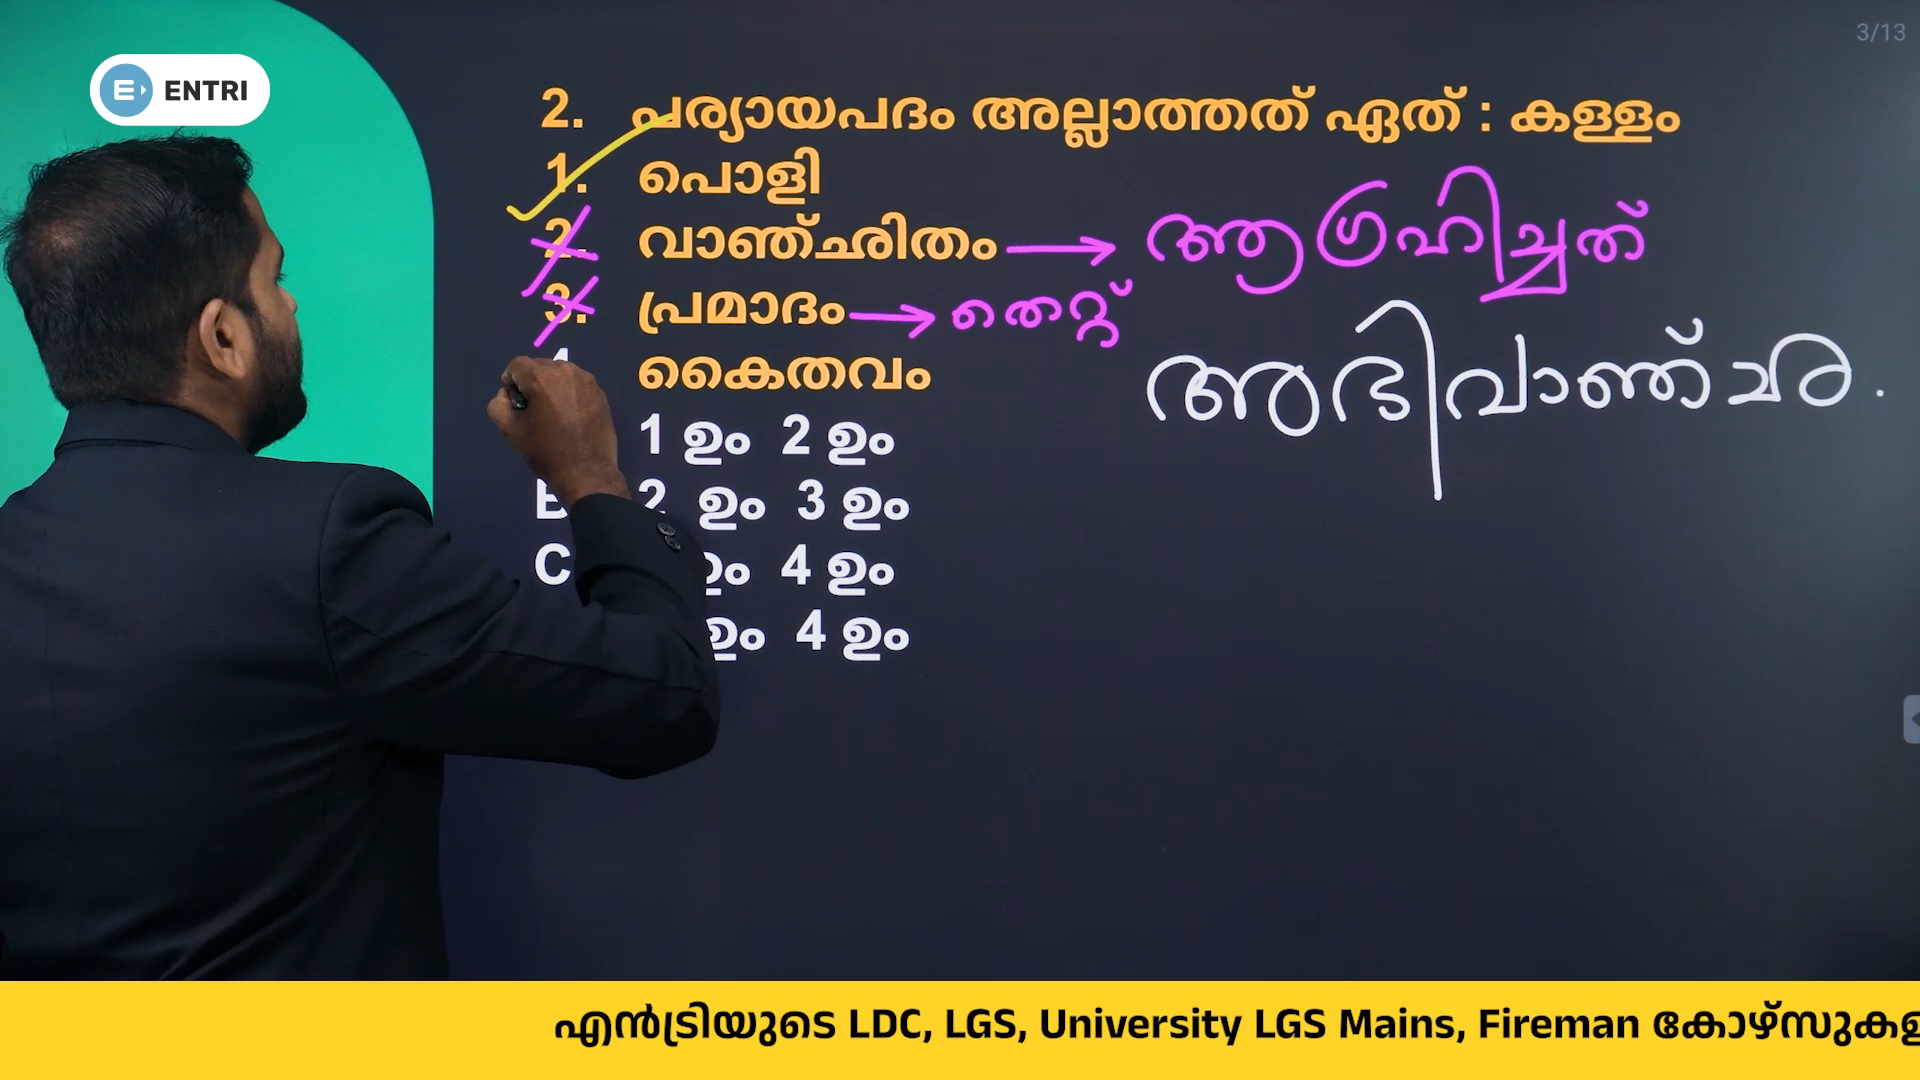 3/13
ENTRI
2. പര്യായപദം അല്ലാത്തത് ഏത് : കള്ളം
1. പൊളി
2. വാഞ്ഛിതം → ആഗ്രഹിച്ചത്
3. പ്രമാദം → തെറ്റ്
കൈതവം
അഭിവാഞ്ഛ.
1 ഉം 2 ഉം
B 2 ഉം 3 ഉം
C ഉം 4 ഉം
ഉം 4 ഉം
എൻട്രിയുടെ LDC, LGS, University LGS Mains, Fireman